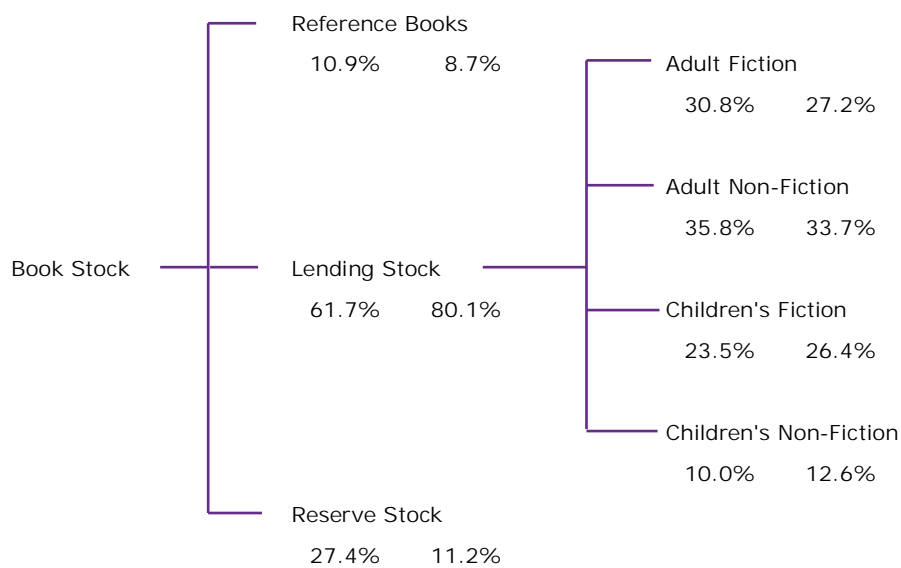 Reference Books
10.9% 8.7%
Adult Fiction
30.8% 27.2%
Adult Non-Fiction
35.8% 33.7%
Book Stock
Lending Stock
61.7% 80.1%
Children's Fiction
23.5% 26.4%
Children's Non-Fiction
10.0% 12.6%
Reserve Stock
27.4% 11.2%